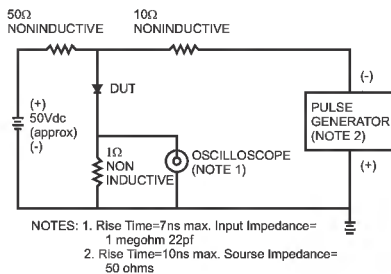 50Ω
NONINDUCTIVE
10Ω
NONINDUCTIVE
DUT
(+)
50Vdc
(approx)
(-)
1Ω
NON
INDUCTIVE
OSCILLOSCOPE
(NOTE 1)
(-)
PULSE
GENERATOR
(NOTE 2)
(+)
NOTES: 1. Rise Time=7ns max. Input Impedance=
1 megohm 22pf
2. Rise Time=10ns max. Sourse Impedance=
50 ohms